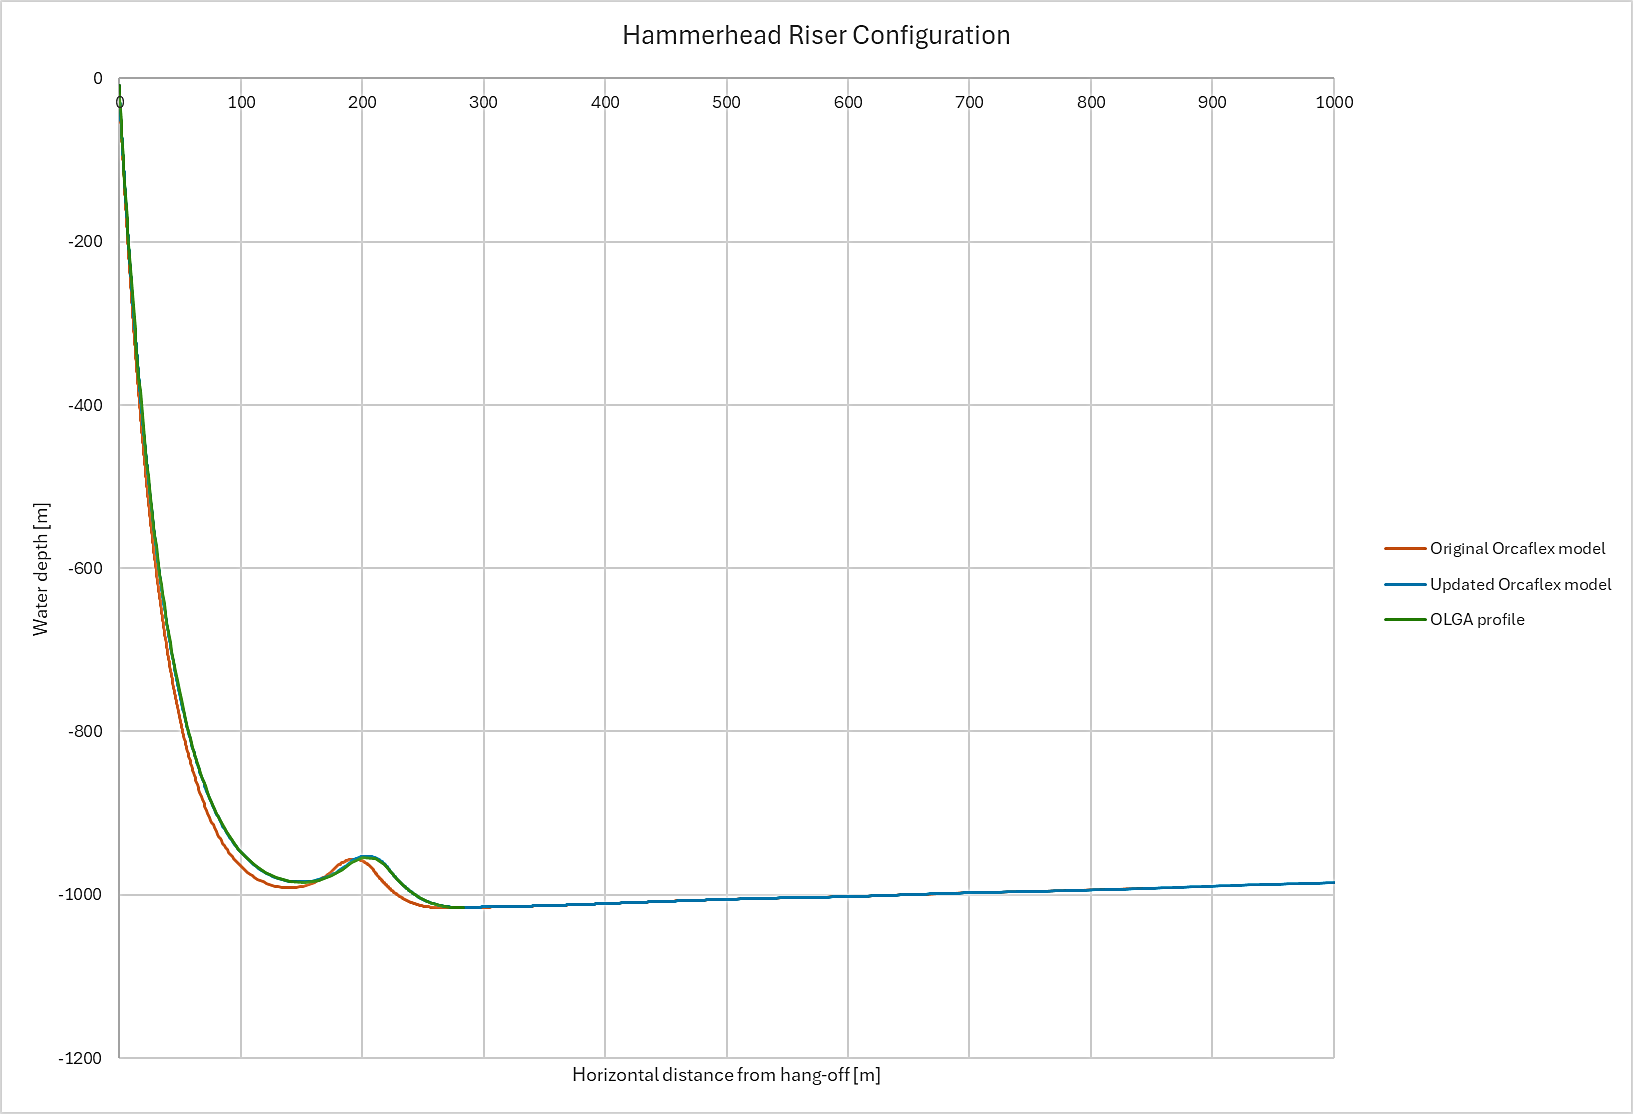 Hammerhead Riser Configuration
0
0 100 200 300 400 500 600 700 800 900 1000
-200
-400
Water depth [m]
-600
-800
-1000
-1200
Original Orcaflex model
Updated Orcaflex model
OLGA profile
Horizontal distance from hang-off [m]